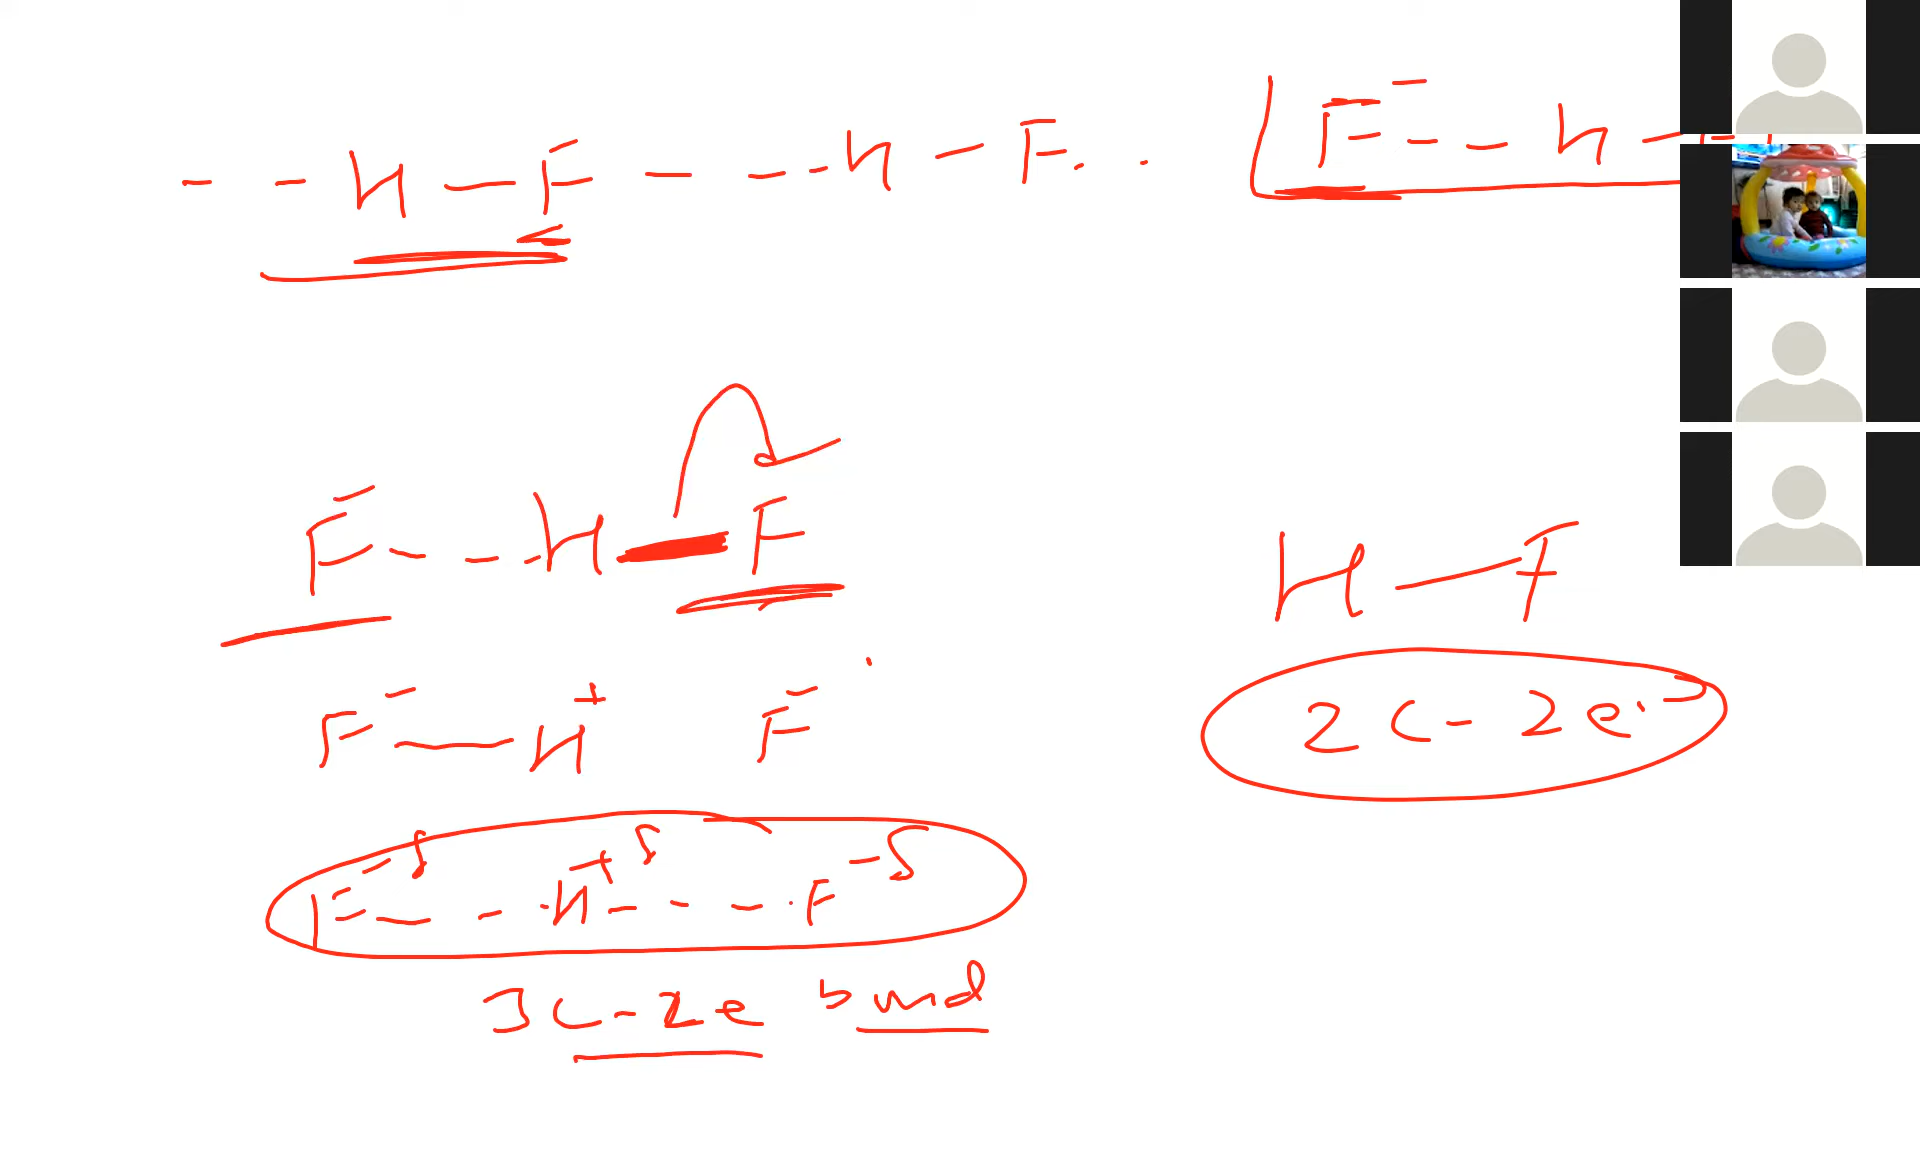 - - H - F - - - H - F . .
F⁻ - - H -
F⁻ - - - H - F
H - F
F⁻ - H⁺ F⁻
2c - 2e⁻
F^-δ - - - H^+δ - - - · F^-δ
3c-2e bond